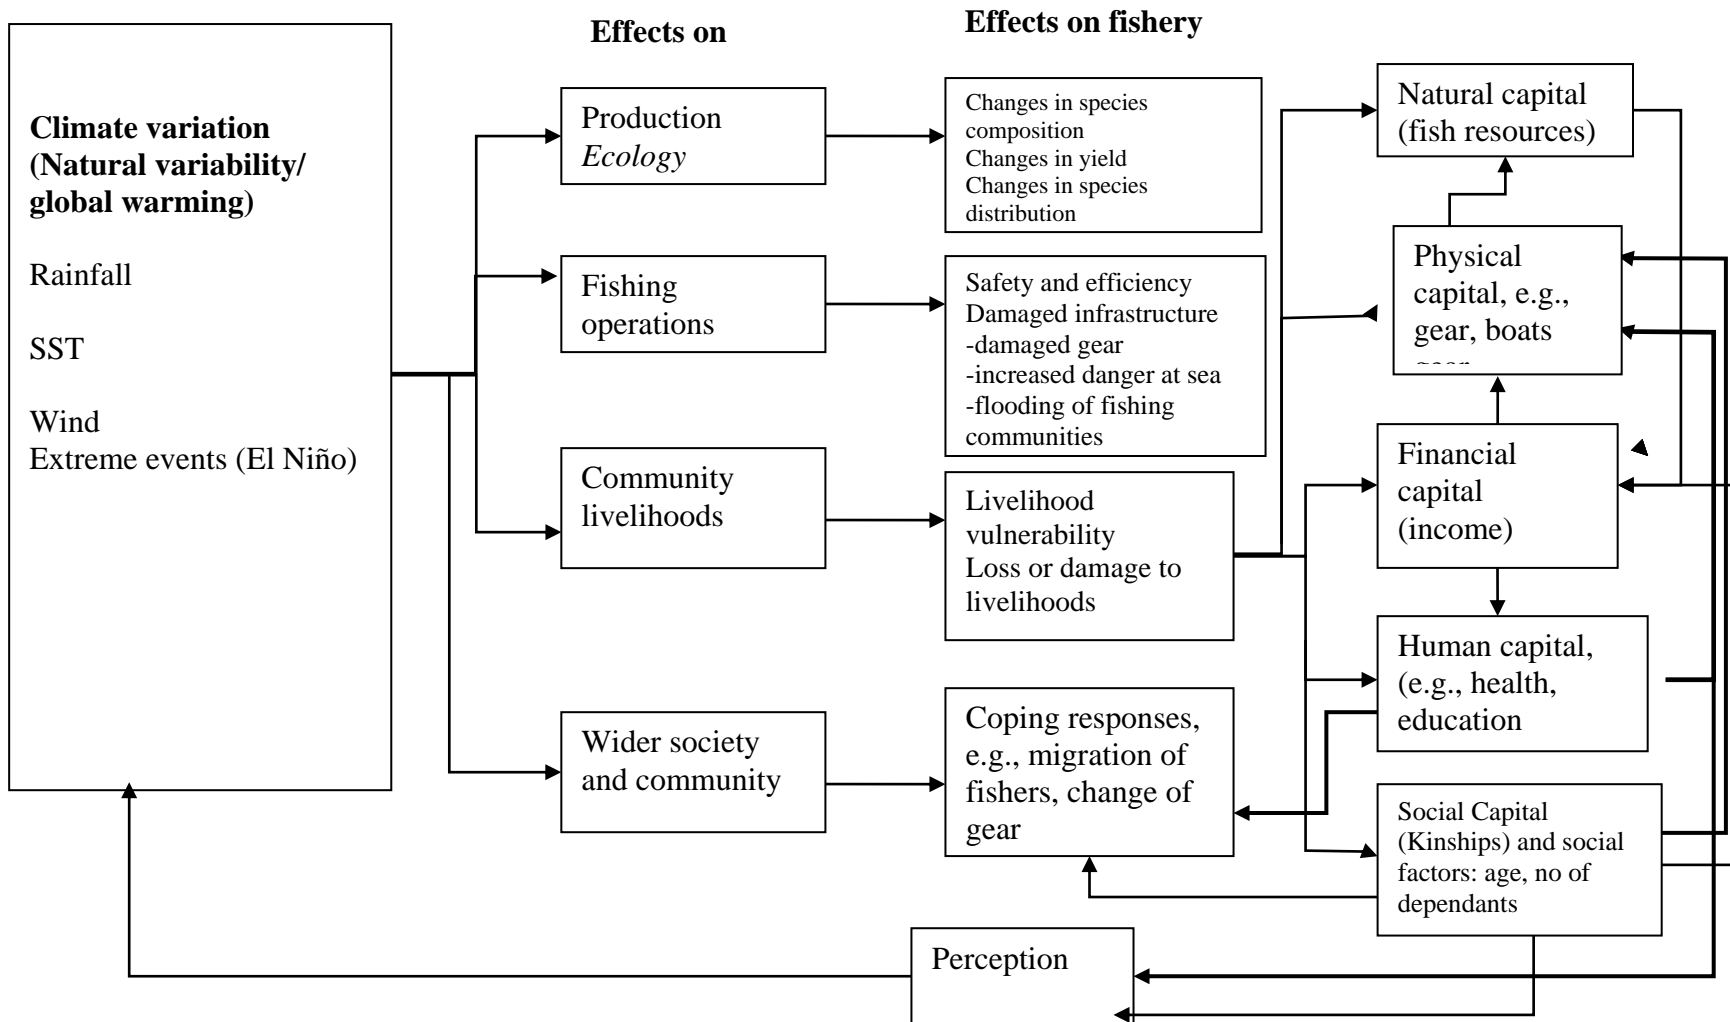 Effects on
Effects on fishery
Climate variation
(Natural variability/
global warming)
Rainfall
SST
Wind
Extreme events (El Niño)
Production
Ecology
Fishing
operations
Community
livelihoods
Wider society
and community
Changes in species
composition
Changes in yield
Changes in species
distribution
Safety and efficiency
Damaged infrastructure
-damaged gear
-increased danger at sea
-flooding of fishing
communities
Livelihood
vulnerability
Loss or damage to
livelihoods
Coping responses,
e.g., migration of
fishers, change of
gear
Natural capital
(fish resources)
Physical
capital, e.g.,
gear, boats
Financial
capital
(income)
Human capital,
(e.g., health,
education
Social Capital
(Kinships) and social
factors: age, no of
dependants
Perception